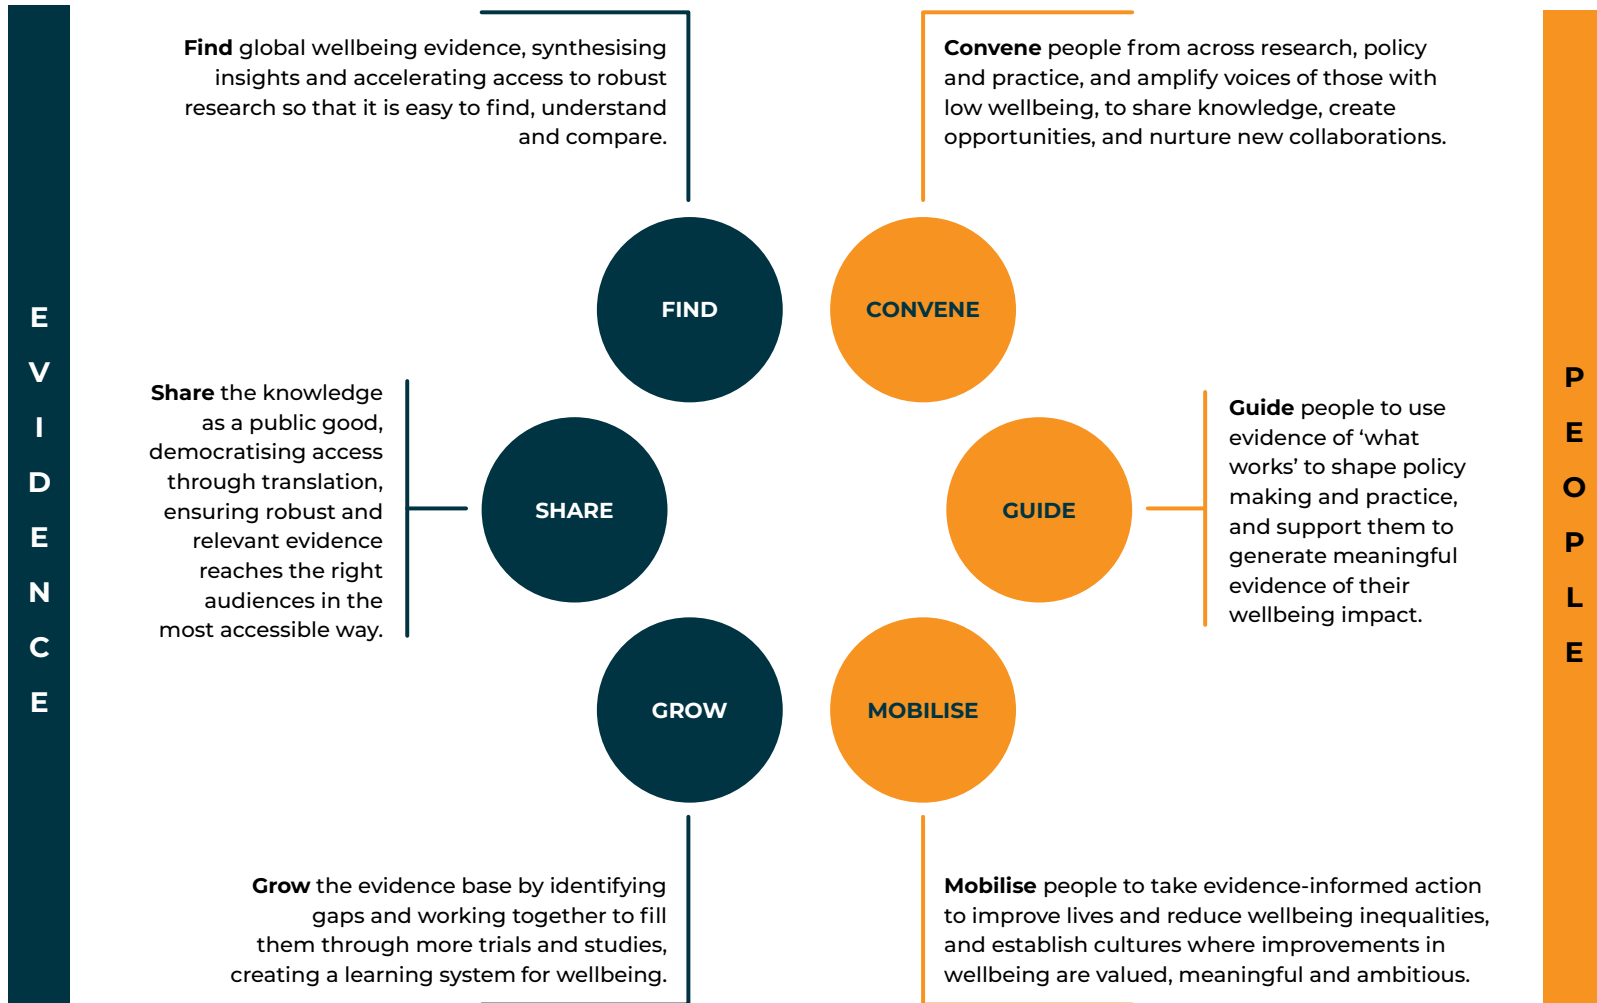 EVIDENCE
Find global wellbeing evidence, synthesising
insights and accelerating access to robust
research so that it is easy to find, understand
and compare.
FIND
Share the knowledge
as a public good,
democratising access
through translation,
ensuring robust and
relevant evidence
reaches the right
audiences in the
most accessible way.
SHARE
GROW
Grow the evidence base by identifying
gaps and working together to fill
them through more trials and studies,
creating a learning system for wellbeing.
Convene people from across research, policy
and practice, and amplify voices of those with
low wellbeing, to share knowledge, create
opportunities, and nurture new collaborations.
CONVENE
GUIDE
Guide people to use
evidence of ‘what
works’ to shape policy
making and practice,
and support them to
generate meaningful
evidence of their
wellbeing impact.
MOBILISE
Mobilise people to take evidence-informed action
to improve lives and reduce wellbeing inequalities,
and establish cultures where improvements in
wellbeing are valued, meaningful and ambitious.
PEOPLE